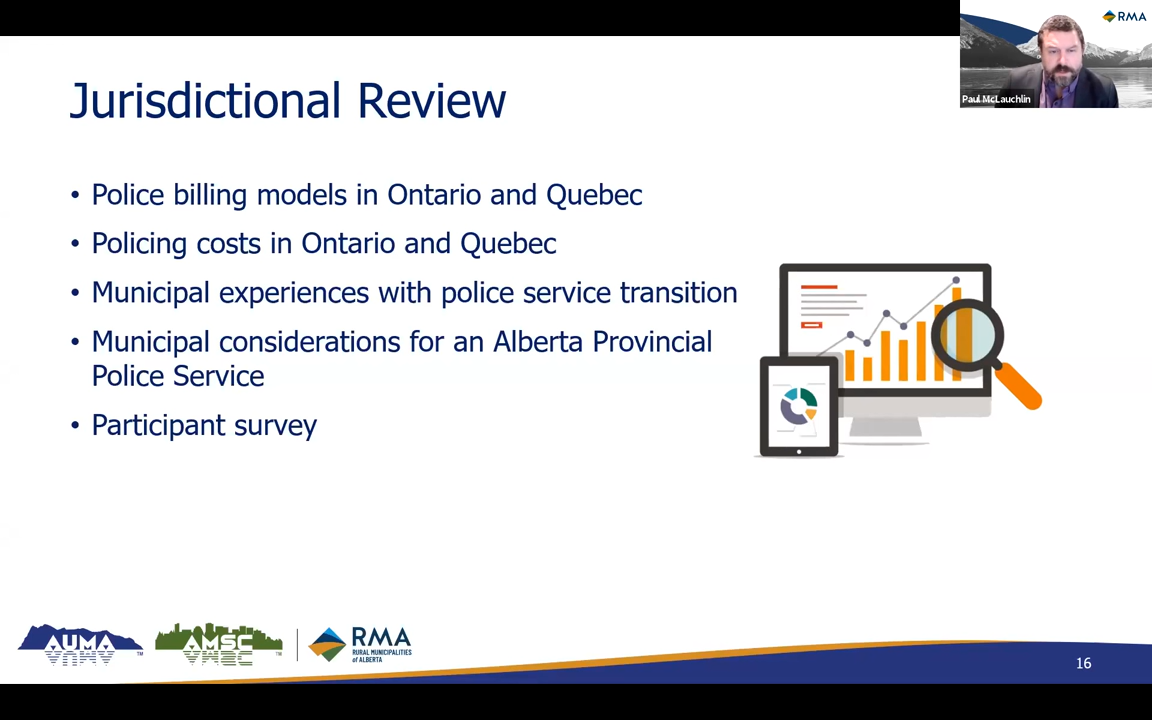 RMA
Paul McLauchlin
Jurisdictional Review
• Police billing models in Ontario and Quebec
• Policing costs in Ontario and Quebec
• Municipal experiences with police service transition
• Municipal considerations for an Alberta Provincial
Police Service
• Participant survey
AUMA TM
AMSC TM
RMA
RURAL MUNICIPALITIES
of ALBERTA
16